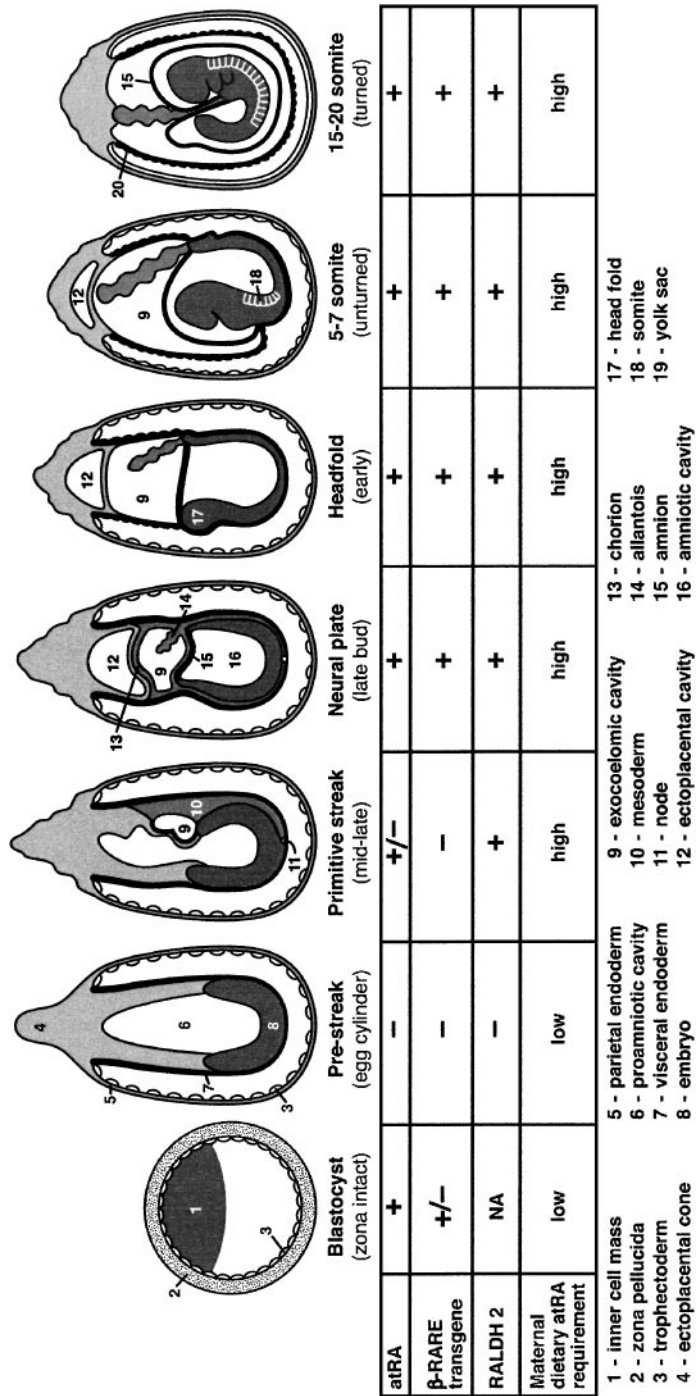 2
1
3
4
5
6
7
8
3
9
10
11
12
13
9
14
15
16
12
9
17
12
9
18
20
15
Blastocyst
(zona intact)
Pre-streak
(egg cylinder)
Primitive streak
(mid-late)
Neural plate
(late bud)
Headfold
(early)
5-7 somite
(unturned)
15-20 somite
(turned)
atRA + − +/− + + + +
β-RARE
transgene +/− − − + + + +
RALDH 2 NA − + + + + +
Maternal
dietary atRA
requirement low low high high high high high
1 - inner cell mass
2 - zona pellucida
3 - trophectoderm
4 - ectoplacental cone
5 - parietal endoderm
6 - proamniotic cavity
7 - visceral endoderm
8 - embryo
9 - exocoelomic cavity
10 - mesoderm
11 - node
12 - ectoplacental cavity
13 - chorion
14 - allantois
15 - amnion
16 - amniotic cavity
17 - head fold
18 - somite
19 - yolk sac